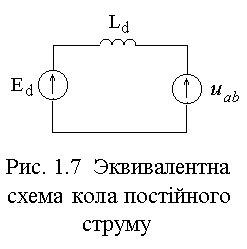 L_d
E_d
u_ab
Рис. 1.7 Эквивалентна
схема кола постійного
струму